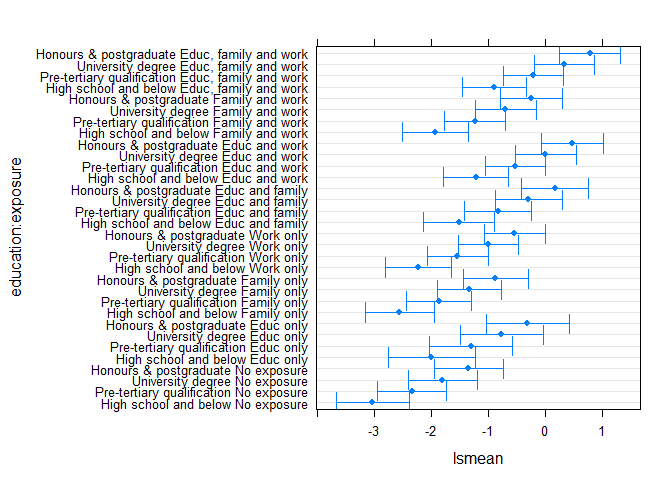 Honours & postgraduate Educ, family and work
University degree Educ, family and work
Pre-tertiary qualification Educ, family and work
High school and below Educ, family and work
Honours & postgraduate Family and work
University degree Family and work
Pre-tertiary qualification Family and work
High school and below Family and work
Honours & postgraduate Educ and work
University degree Educ and work
Pre-tertiary qualification Educ and work
High school and below Educ and work
Honours & postgraduate Educ and family
University degree Educ and family
Pre-tertiary qualification Educ and family
High school and below Educ and family
Honours & postgraduate Work only
University degree Work only
Pre-tertiary qualification Work only
High school and below Work only
Honours & postgraduate Family only
University degree Family only
Pre-tertiary qualification Family only
High school and below Family only
Honours & postgraduate Educ only
University degree Educ only
Pre-tertiary qualification Educ only
High school and below Educ only
Honours & postgraduate No exposure
University degree No exposure
Pre-tertiary qualification No exposure
High school and below No exposure
education:exposure
-3 -2 -1 0 1
lsmean